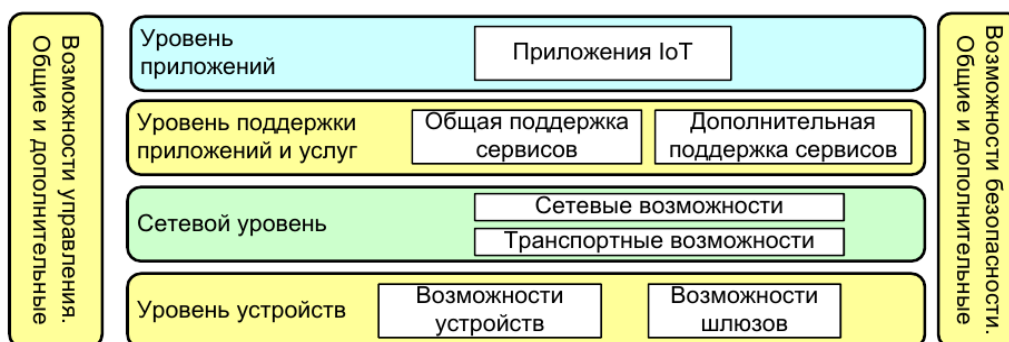 Возможности управления.
Общие и дополнительные
Уровень
приложений
Приложения IoT
Уровень поддержки
приложений и услуг
Общая поддержка
сервисов
Дополнительная
поддержка сервисов
Сетевой уровень
Сетевые возможности
Транспортные возможности
Уровень устройств
Возможности
устройств
Возможности
шлюзов
Возможности безопасности.
Общие и дополнительные